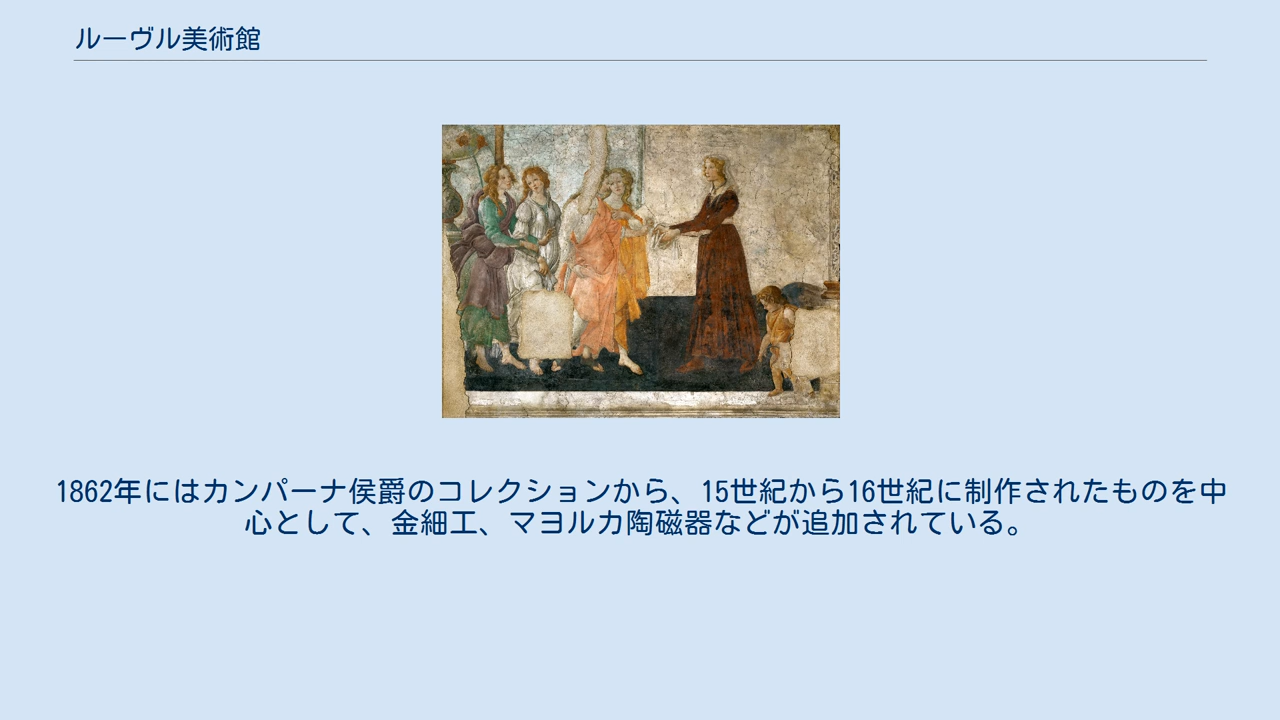 ルーヴル美術館
1862年にはカンパーナ侯爵のコレクションから、15世紀から16世紀に制作されたものを中
心として、金細工、マヨルカ陶磁器などが追加されている。